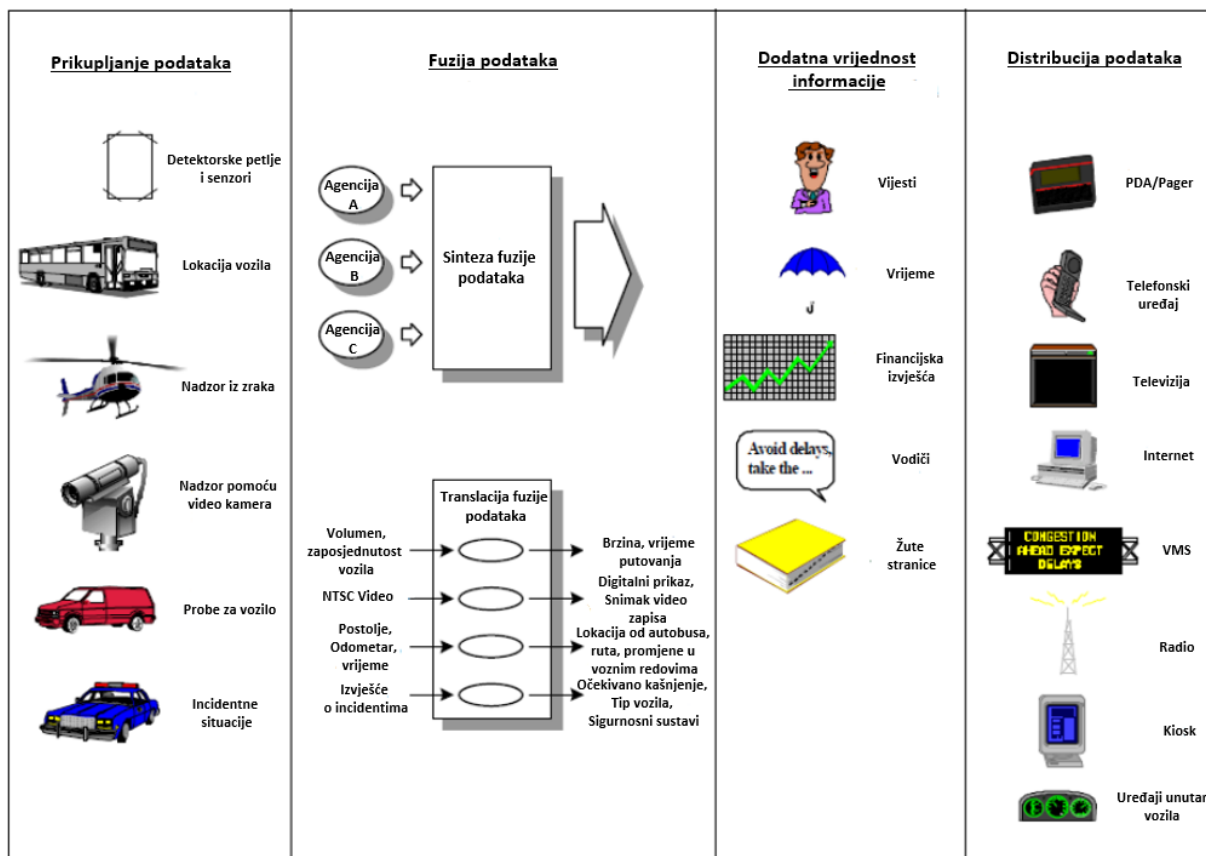 Prikupljanje podataka
Detektorske petlje
i senzori
Lokacija vozila
Nadzor iz zraka
Nadzor pomoću
video kamera
Probe za vozilo
Incidentne
situacije
Fuzija podataka
Agencija
A
Agencija
B
Agencija
C
Sinteza fuzije
podataka
Translacija fuzije
podataka
Volumen,
zaposjednutost
vozila
Brzina, vrijeme
putovanja
NTSC Video
Digitalni prikaz,
Snimak video
zapisa
Postolje,
Odometar,
vrijeme
Lokacija od autobusa,
ruta, promjene u
voznim redovima
Izvješće
o incidentima
Očekivano kašnjenje,
Tip vozila,
Sigurnosni sustavi
Dodatna vrijednost
informacije
Vijesti
Vrijeme
Financijska
izvješća
Avoid delays,
take the ...
Vodiči
Žute
stranice
Distribucija podataka
PDA/Pager
Telefonski
uređaj
Televizija
Internet
CONGESTION
AHEAD EXPECT
DELAYS
VMS
Radio
Kiosk
Uređaji unutar
vozila